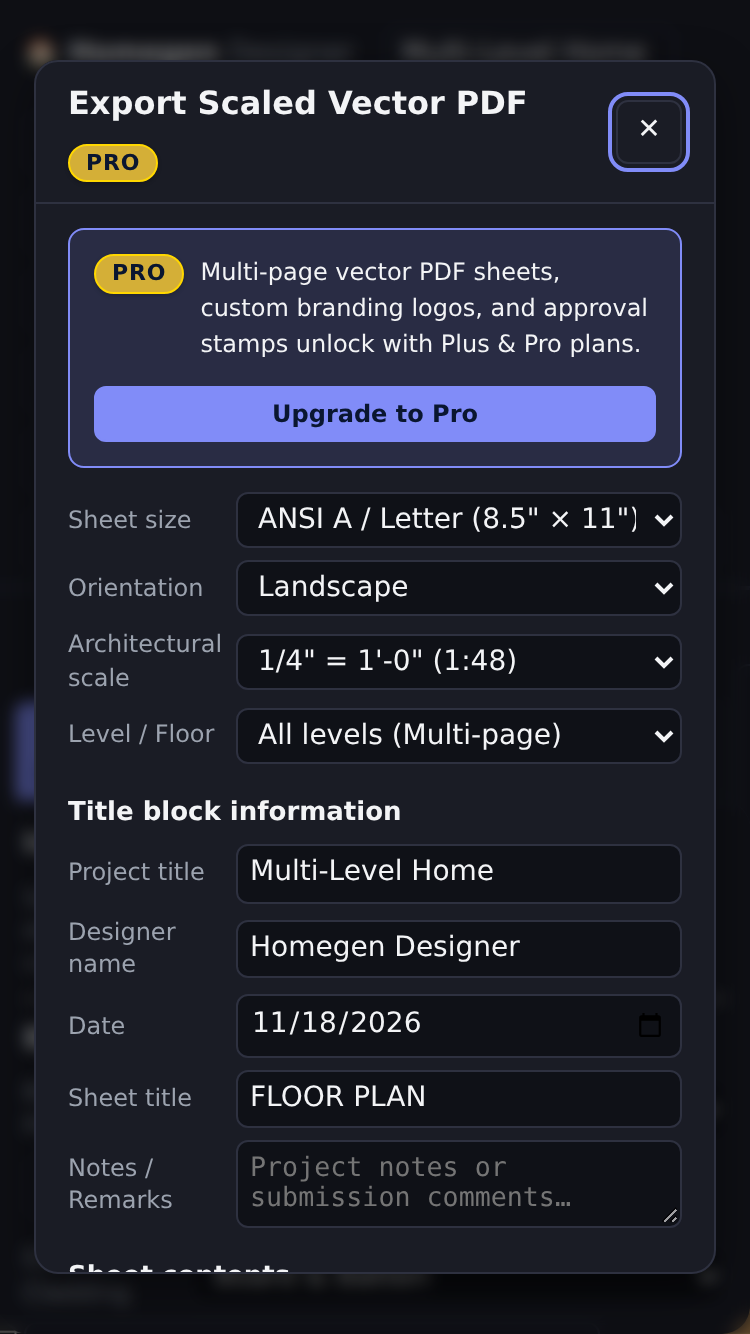 Export Scaled Vector PDF
×
PRO
PRO
Multi-page vector PDF sheets,
custom branding logos, and approval
stamps unlock with Plus & Pro plans.
Upgrade to Pro
Sheet size
ANSI A / Letter (8.5" × 11")
Orientation
Landscape
Architectural
scale
1/4" = 1'-0" (1:48)
Level / Floor
All levels (Multi-page)
Title block information
Project title
Multi-Level Home
Designer
name
Homegen Designer
Date
11/18/2026
Sheet title
FLOOR PLAN
Notes /
Remarks
Project notes or
submission comments…
Sheet contents